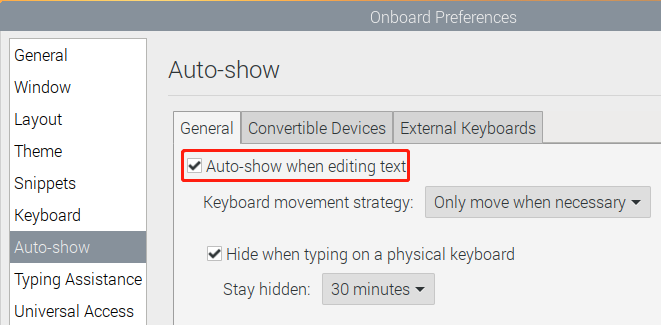 Onboard Preferences
General
Window
Layout
Theme
Snippets
Keyboard
Auto-show
Typing Assistance
Universal Access
Auto-show
General Convertible Devices External Keyboards
Auto-show when editing text
Keyboard movement strategy: Only move when necessary
Hide when typing on a physical keyboard
Stay hidden: 30 minutes